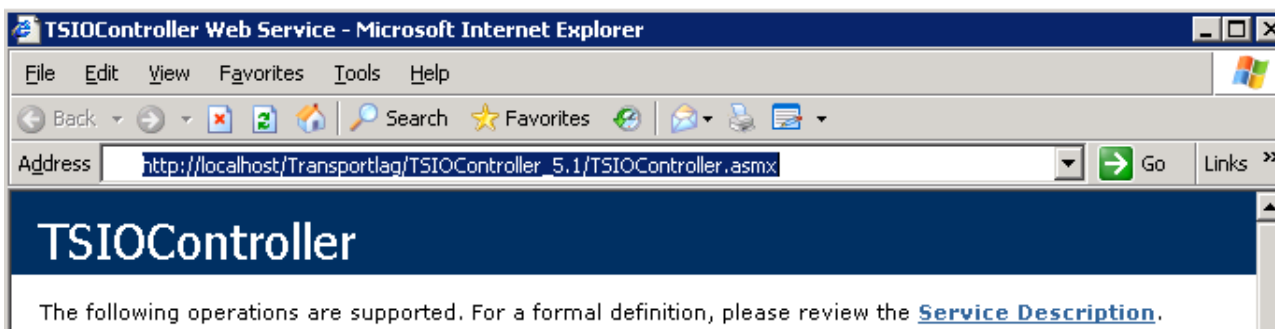 TSIOController Web Service - Microsoft Internet Explorer
File Edit View Favorites Tools Help
Back Search Favorites
Address http://localhost/Transportlag/TSIOController_5.1/TSIOController.asmx Go Links »
TSIOController
The following operations are supported. For a formal definition, please review the Service Description.